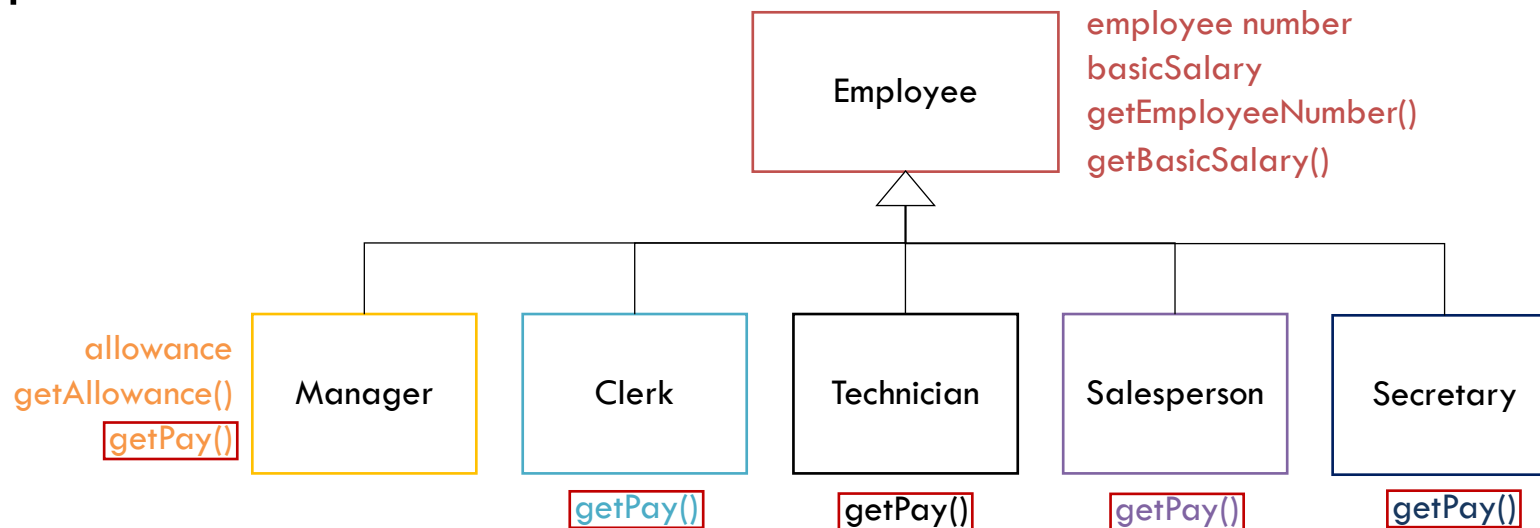 Employee
employee number
basicSalary
getEmployeeNumber()
getBasicSalary()
allowance
getAllowance()
getPay()
Manager
Clerk
Technician
Salesperson
Secretary
getPay()
getPay()
getPay()
getPay()